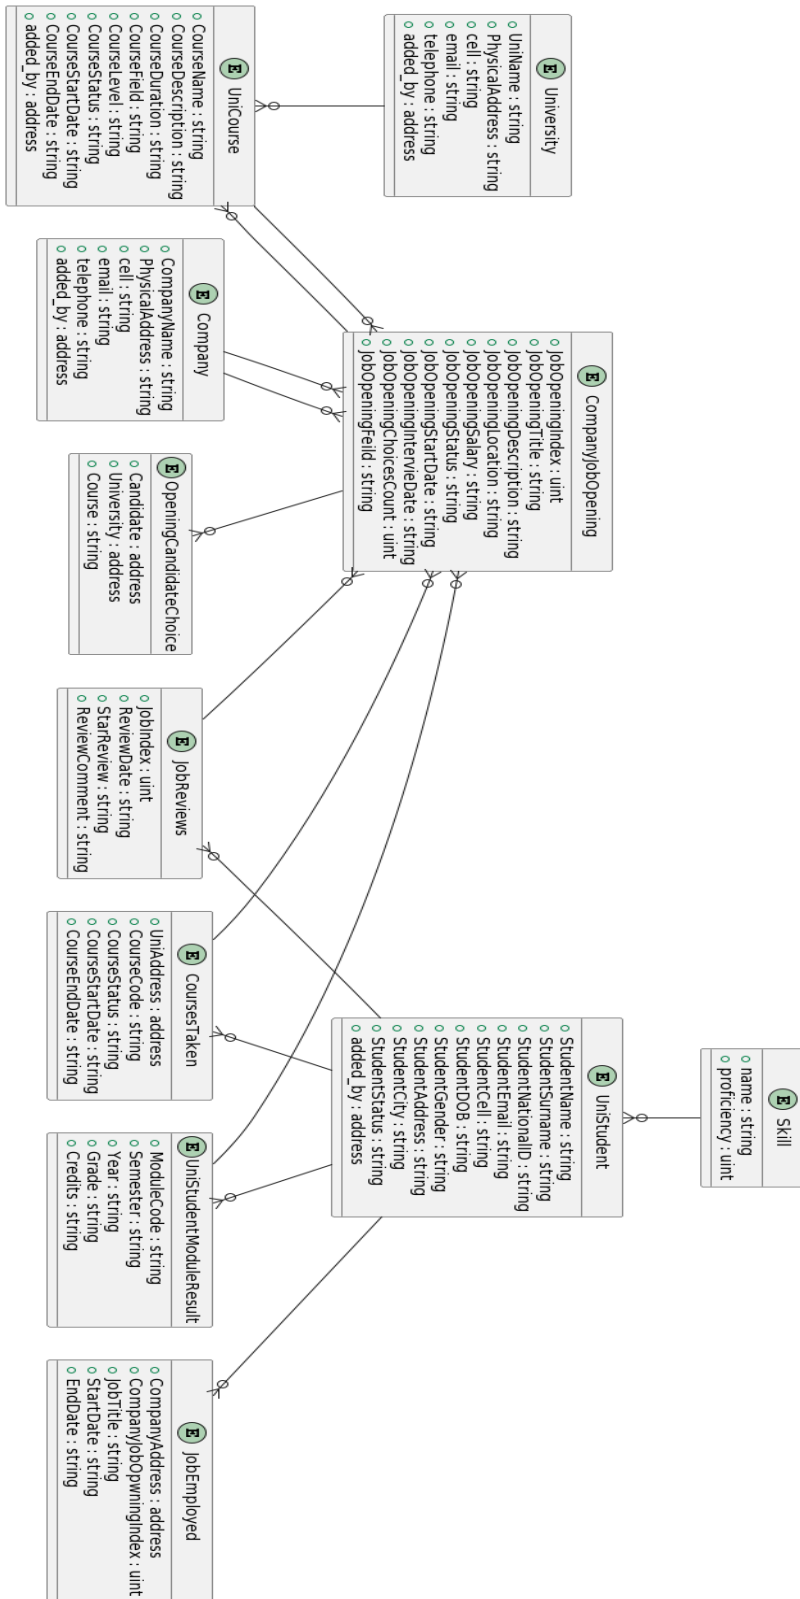 E University
UniName : string
PhysicalAddress : string
cell : string
email : string
telephone : string
added_by : address
E UniCourse
CourseName : string
CourseDescription : string
CourseDuration : string
CourseField : string
CourseLevel : string
CourseStatus : string
CourseStartDate : string
CourseEndDate : string
added_by : address
E Company
CompanyName : string
PhysicalAddress : string
cell : string
email : string
telephone : string
added_by : address
E CompanyJobOpening
JobOpeningIndex : uint
JobOpeningTitle : string
JobOpeningDescription : string
JobOpeningLocation : string
JobOpeningSalary : string
JobOpeningStatus : string
JobOpeningStartDate : string
JobOpeningIntervieDate : string
JobOpeningChoicesCount : uint
JobOpeningFeild : string
E OpeningCandidateChoice
Candidate : address
University : address
Course : string
E JobReviews
JobIndex : uint
ReviewDate : string
StarReview : string
ReviewComment : string
E CoursesTaken
UniAddress : address
CourseCode : string
CourseStatus : string
CourseStartDate : string
CourseEndDate : string
E Skill
name : string
proficiency : uint
E UniStudent
StudentName : string
StudentSurname : string
StudentNationalID : string
StudentEmail : string
StudentCell : string
StudentDOB : string
StudentGender : string
StudentAddress : string
StudentCity : string
StudentStatus : string
added_by : address
E UniStudentModuleResult
ModuleCode : string
Semester : string
Year : string
Grade : string
Credits : string
E JobEmployed
CompanyAddress : address
CompanyJobOpwningIndex : uint
JobTitle : string
StartDate : string
EndDate : string